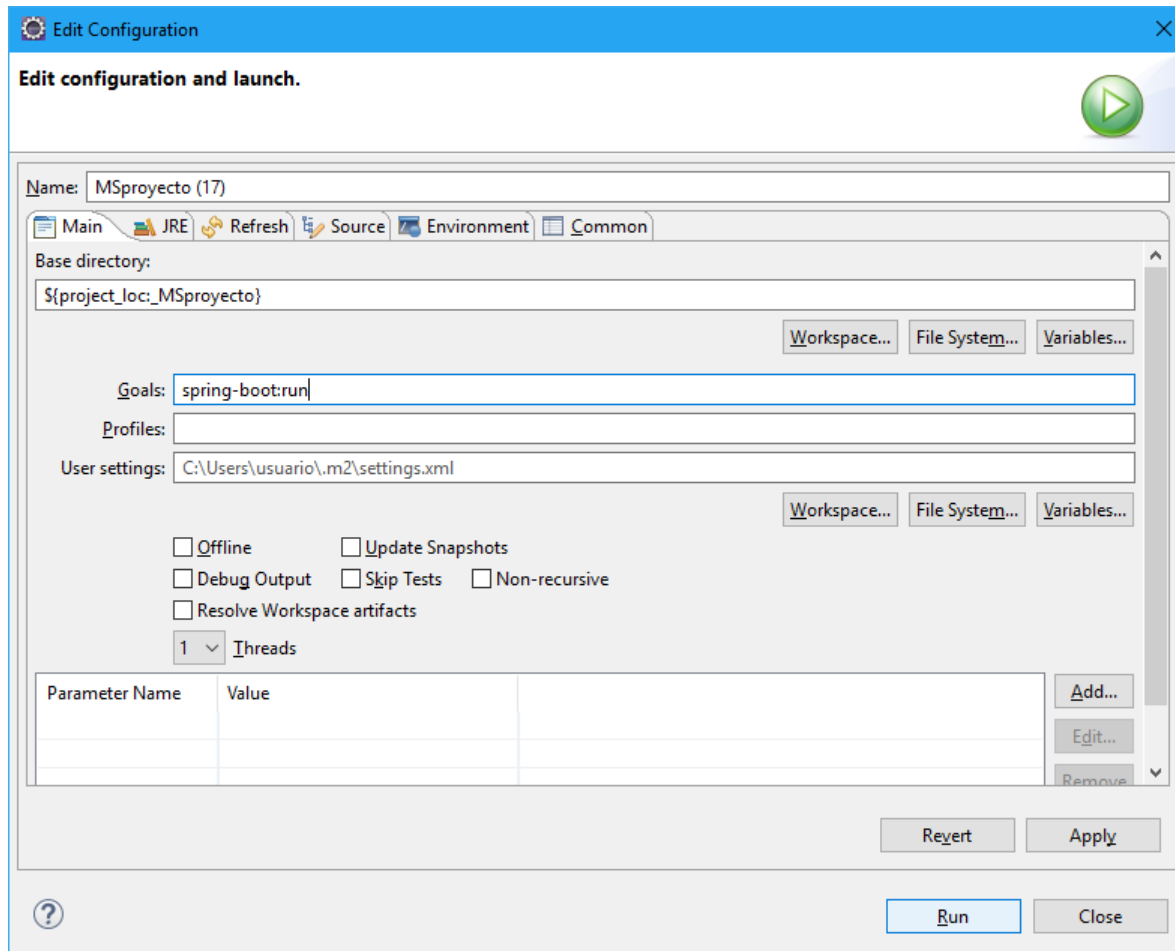 Edit Configuration
Edit configuration and launch.
Name: MSproyecto (17)
Main JRE Refresh Source Environment Common
Base directory:
${project_loc:_MSproyecto}
Workspace... File System... Variables...
Goals: spring-boot:run
Profiles:
User settings: C:\Users\usuario\.m2\settings.xml
Workspace... File System... Variables...
Offline Update Snapshots
Debug Output Skip Tests Non-recursive
Resolve Workspace artifacts
1 Threads
Parameter Name Value Add...
Edit...
Remove
Revert Apply
? Run Close